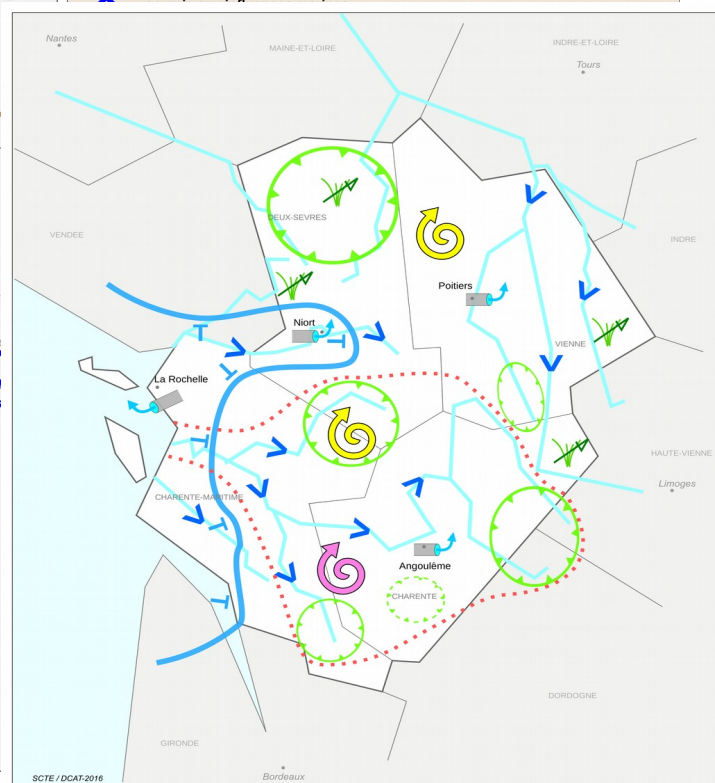 Nantes
MAINE-ET-LOIRE
INDRE-ET-LOIRE
Tours
DEUX-SEVRES
VENDEE
INDRE
Poitiers
Niort
VIENNE
La Rochelle
HAUTE-VIENNE
Limoges
CHARENTE-MARITIME
Angoulême
CHARENTE
DORDOGNE
GIRONDE
Bordeaux
SCTE / DCAT-2016